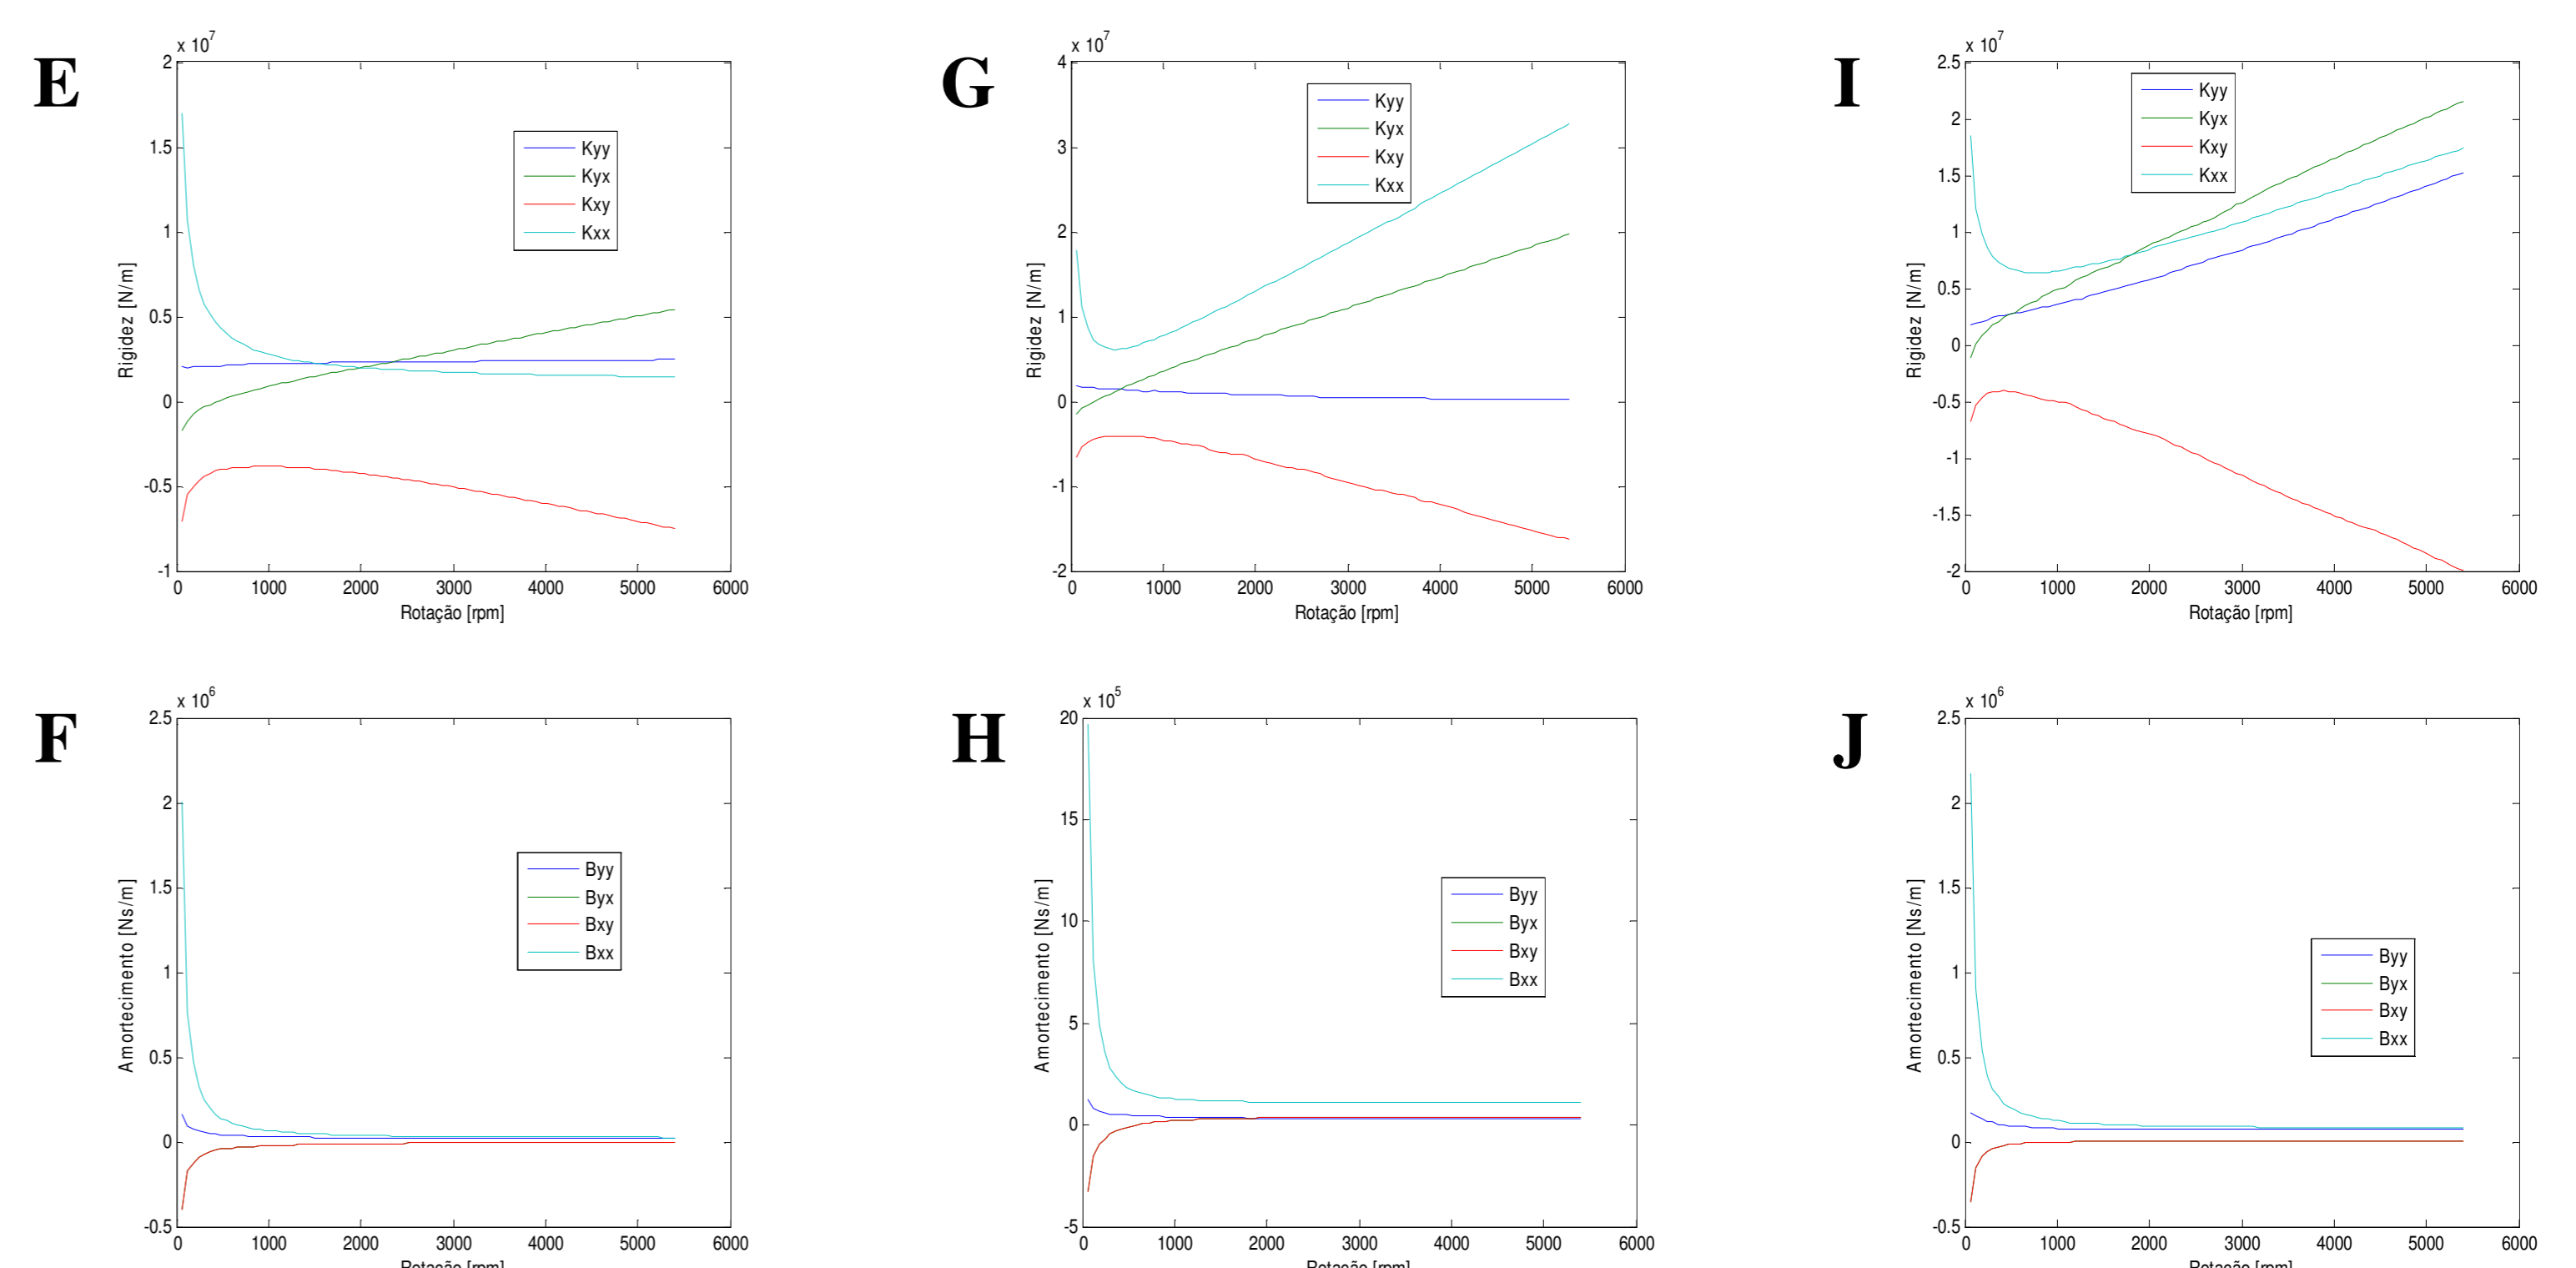 E
x 10^7
2
1.5
1
0.5
0
-0.5
-1
0 1000 2000 3000 4000 5000 6000
Rigidez [N/m]
Rotação [rpm]
Kyy
Kyx
Kxy
Kxx
G
x 10^7
4
3
2
1
0
-1
-2
0 1000 2000 3000 4000 5000 6000
Rigidez [N/m]
Rotação [rpm]
Kyy
Kyx
Kxy
Kxx
I
x 10^7
2.5
2
1.5
1
0.5
0
-0.5
-1
-1.5
-2
0 1000 2000 3000 4000 5000 6000
Rigidez [N/m]
Rotação [rpm]
Kyy
Kyx
Kxy
Kxx
F
x 10^6
2.5
2
1.5
1
0.5
0
-0.5
0 1000 2000 3000 4000 5000 6000
Amortecimento [Ns/m]
Rotação [rpm]
Byy
Byx
Bxy
Bxx
H
x 10^5
20
15
10
5
0
-5
0 1000 2000 3000 4000 5000 6000
Amortecimento [Ns/m]
Rotação [rpm]
Byy
Byx
Bxy
Bxx
J
x 10^6
2.5
2
1.5
1
0.5
0
-0.5
0 1000 2000 3000 4000 5000 6000
Amortecimento [Ns/m]
Rotação [rpm]
Byy
Byx
Bxy
Bxx